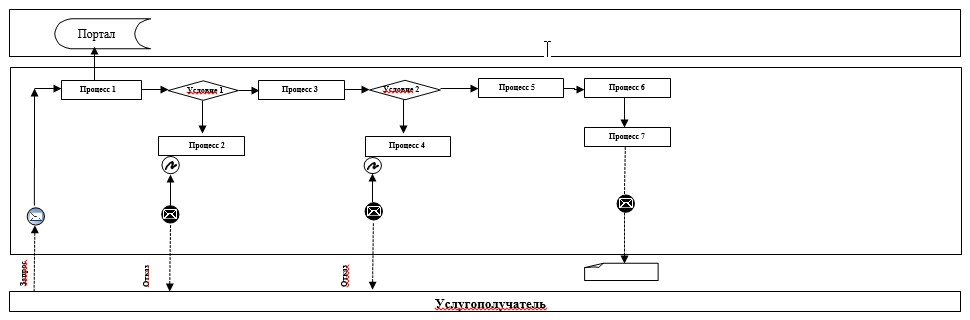 Портал
Процесс 1
Условие 1
Процесс 3
Условие 2
Процесс 5
Процесс 6
Процесс 2
Процесс 4
Процесс 7
Запрос
Отказ
Отказ
Услугополучатель